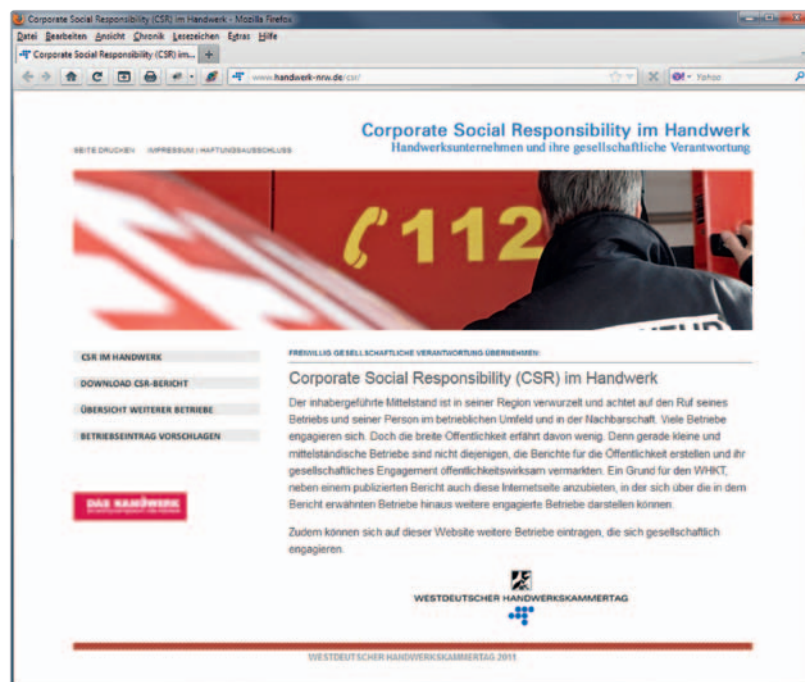 Corporate Social Responsibility (CSR) im Handwerk - Mozilla Firefox
Datei Bearbeiten Ansicht Chronik Lesezeichen Extras Hilfe
Corporate Social Responsibility (CSR) im...
www.handwerk-nrw.de/csr/
Yahoo
Corporate Social Responsibility im Handwerk
Handwerksunternehmen und ihre gesellschaftliche Verantwortung
SEITE DRUCKEN IMPRESSUM | HAFTUNGSAUSSCHLUSS
112
CSR IM HANDWERK
DOWNLOAD CSR-BERICHT
ÜBERSICHT WEITERER BETRIEBE
BETRIEBSEINTRAG VORSCHLAGEN
DAS HANDWERK
FREIWILLIG GESELLSCHAFTLICHE VERANTWORTUNG ÜBERNEHMEN:
Corporate Social Responsibility (CSR) im Handwerk
Der inhabergeführte Mittelstand ist in seiner Region verwurzelt und achtet auf den Ruf seines
Betriebs und seiner Person im betrieblichen Umfeld und in der Nachbarschaft. Viele Betriebe
engagieren sich. Doch die breite Öffentlichkeit erfährt davon wenig. Denn gerade kleine und
mittelständische Betriebe sind nicht diejenigen, die Berichte für die Öffentlichkeit erstellen und ihr
gesellschaftliches Engagement öffentlichkeitswirksam vermarkten. Ein Grund für den WHKT,
neben einem publizierten Bericht auch diese Internetseite anzubieten, in der sich über die in dem
Bericht erwähnten Betriebe hinaus weitere engagierte Betriebe darstellen können.
Zudem können sich auf dieser Website weitere Betriebe eintragen, die sich gesellschaftlich
engagieren.
WESTDEUTSCHER HANDWERKSKAMMERTAG
WESTDEUTSCHER HANDWERKSKAMMERTAG 2011